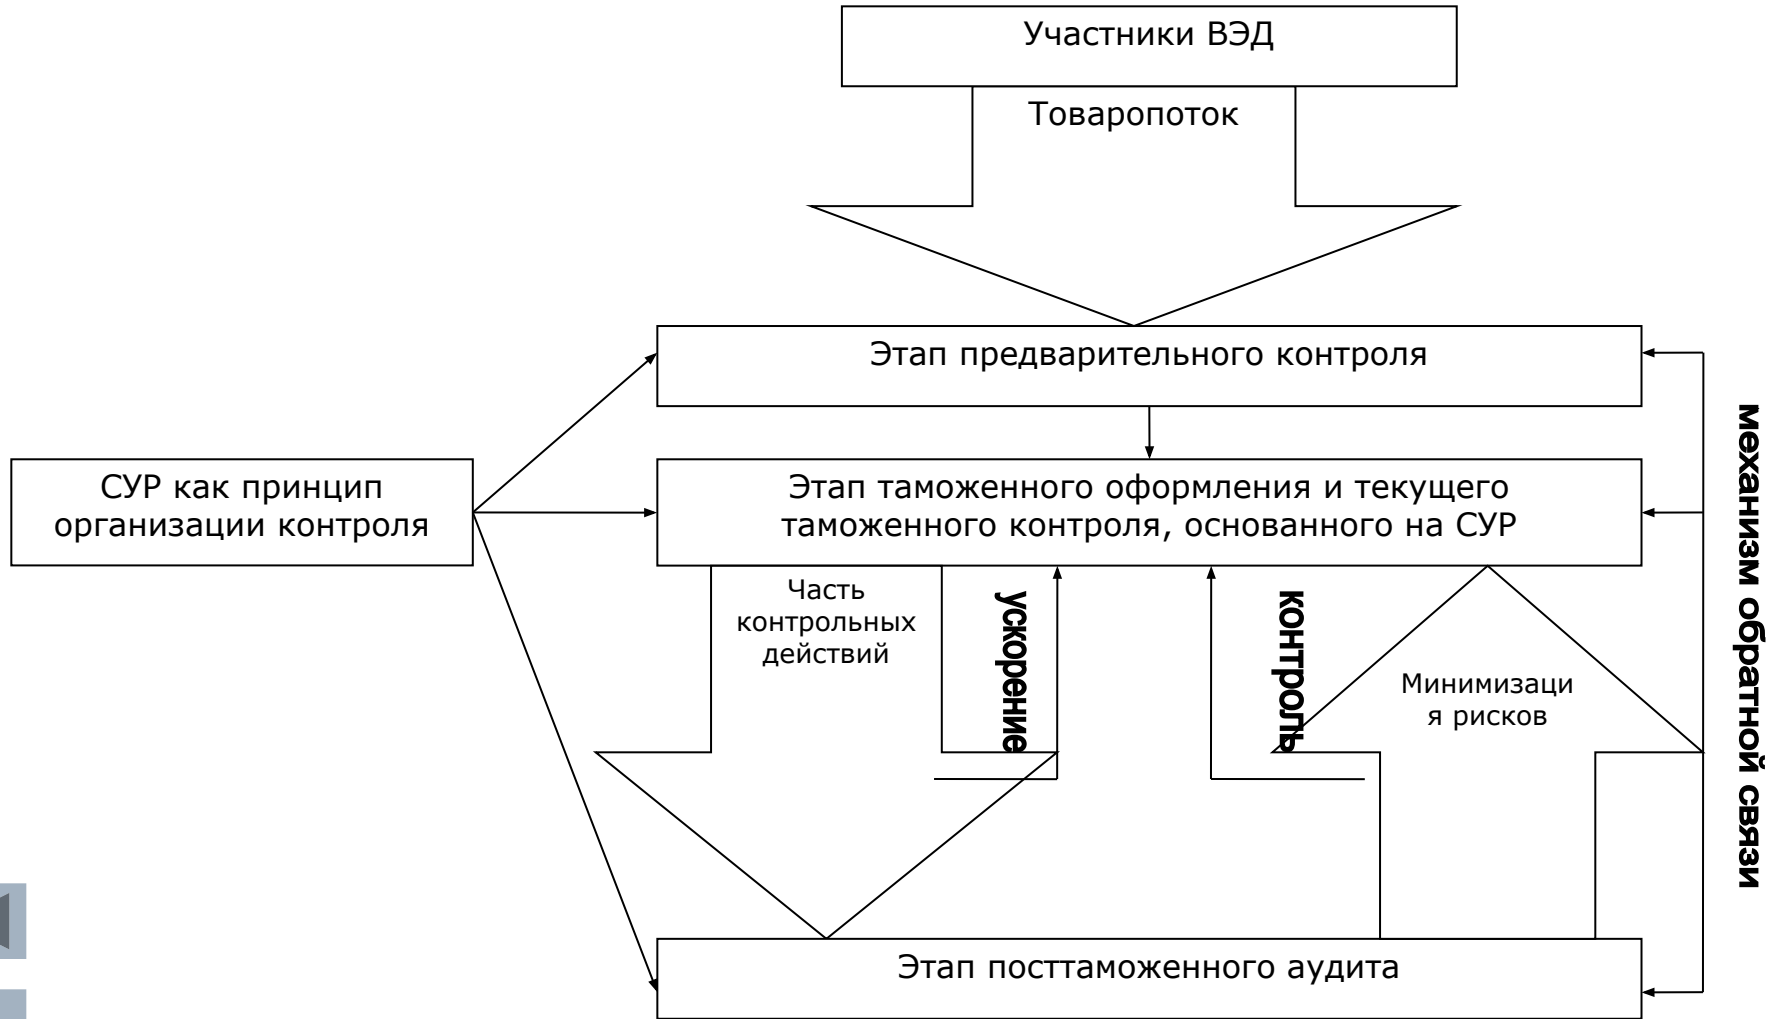 Участники ВЭД
Товаропоток
Этап предварительного контроля
СУР как принцип
организации контроля
Этап таможенного оформления и текущего
таможенного контроля, основанного на СУР
Часть
контрольных
действий
ускорение
контроль
Минимизаци
я рисков
механизм обратной связи
Этап посттаможенного аудита